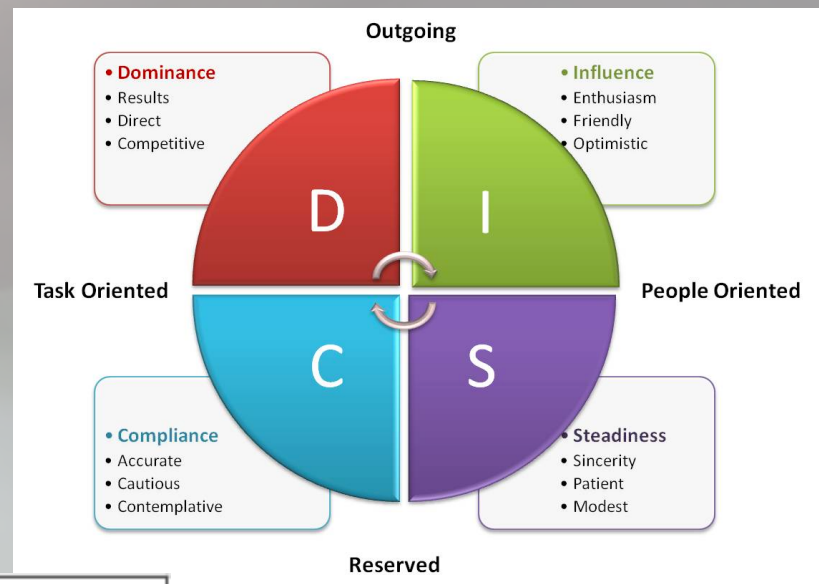 Outgoing
• Dominance
• Results
• Direct
• Competitive
• Influence
• Enthusiasm
• Friendly
• Optimistic
D
I
Task Oriented
People Oriented
C
S
• Compliance
• Accurate
• Cautious
• Contemplative
• Steadiness
• Sincerity
• Patient
• Modest
Reserved